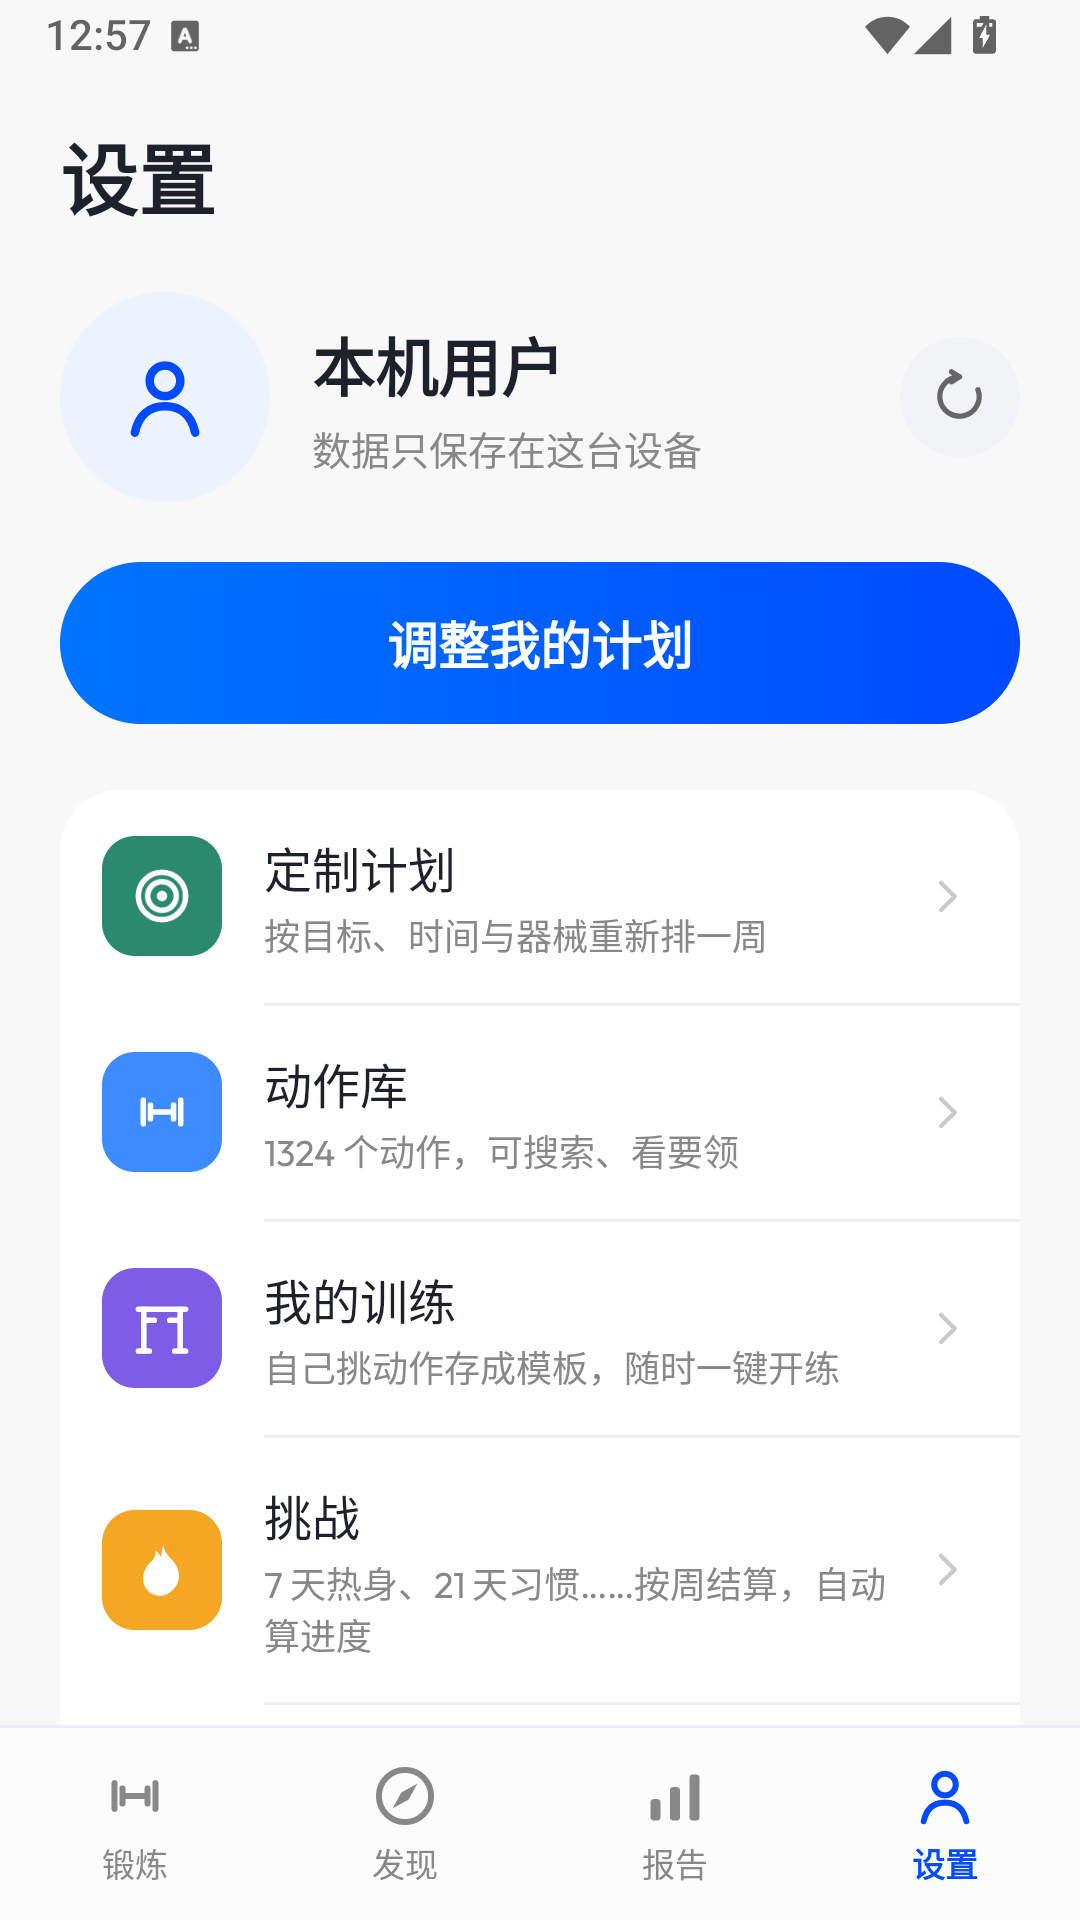 12:57
设置
本机用户
数据只保存在这台设备
调整我的计划
定制计划
按目标、时间与器械重新排一周
动作库
1324 个动作，可搜索、看要领
我的训练
自己挑动作存成模板，随时一键开练
挑战
7 天热身、21 天习惯……按周结算，自动
算进度
锻炼
发现
报告
设置